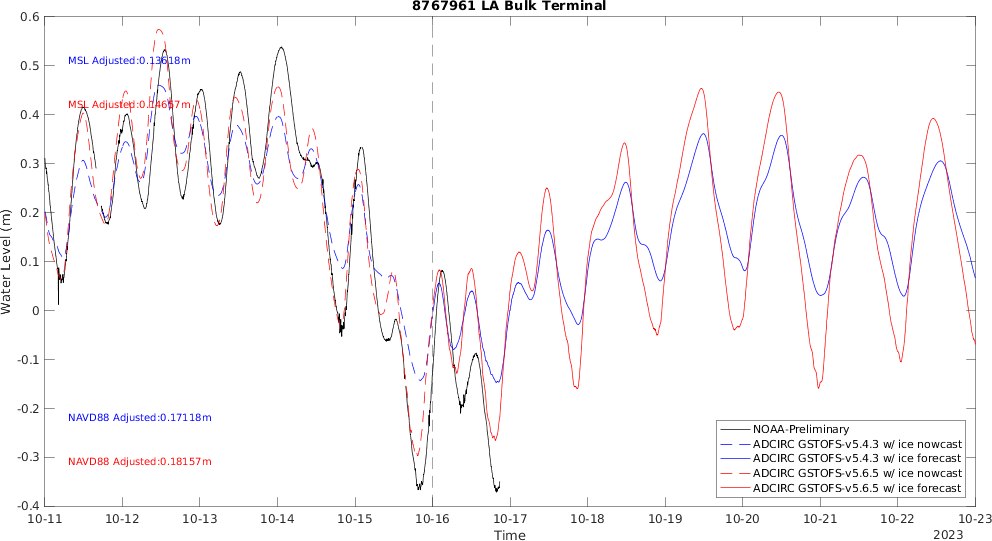 8767961 LA Bulk Terminal
0.6
0.5
0.4
0.3
0.2
0.1
0
-0.1
-0.2
-0.3
-0.4
Water Level (m)
MSL Adjusted:0.13618m
MSL Adjusted:0.14657m
NAVD88 Adjusted:0.17118m
NAVD88 Adjusted:0.18157m
NOAA-Preliminary
ADCIRC GSTOFS-v5.4.3 w/ ice nowcast
ADCIRC GSTOFS-v5.4.3 w/ ice forecast
ADCIRC GSTOFS-v5.6.5 w/ ice nowcast
ADCIRC GSTOFS-v5.6.5 w/ ice forecast
10-11 10-12 10-13 10-14 10-15 10-16 10-17 10-18 10-19 10-20 10-21 10-22 10-23
Time
2023